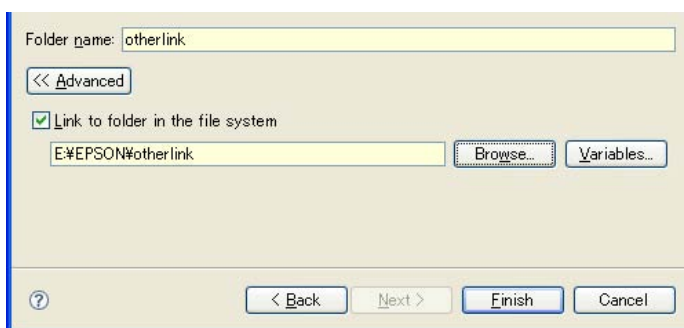 Folder name: otherlink
<< Advanced
Link to folder in the file system
E:¥EPSON¥otherlink Browse... Variables...
? < Back Next > Finish Cancel